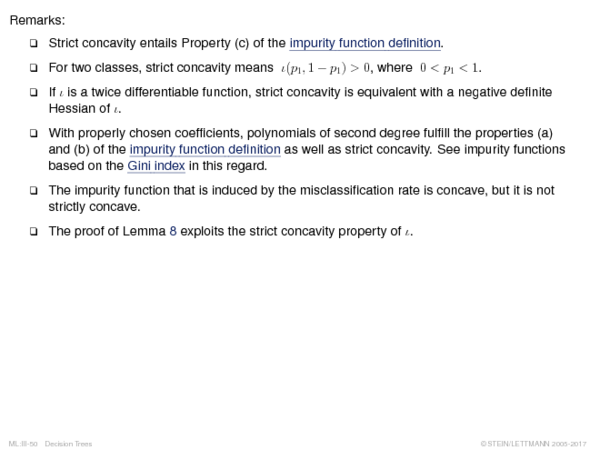 Remarks:
❑ Strict concavity entails Property (c) of the impurity function definition.
❑ For two classes, strict concavity means ι(p₁, 1 − p₁) > 0, where 0 < p₁ < 1.
❑ If ι is a twice differentiable function, strict concavity is equivalent with a negative definite
Hessian of ι.
❑ With properly chosen coefficients, polynomials of second degree fulfill the properties (a)
and (b) of the impurity function definition as well as strict concavity. See impurity functions
based on the Gini index in this regard.
❑ The impurity function that is induced by the misclassification rate is concave, but it is not
strictly concave.
❑ The proof of Lemma 8 exploits the strict concavity property of ι.
ML:III-50 Decision Trees © STEIN/LETTMANN 2005-2017